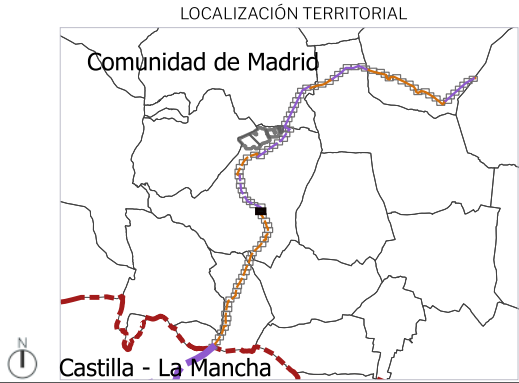 LOCALIZACIÓN TERRITORIAL
Comunidad de Madrid
N
Castilla - La Mancha